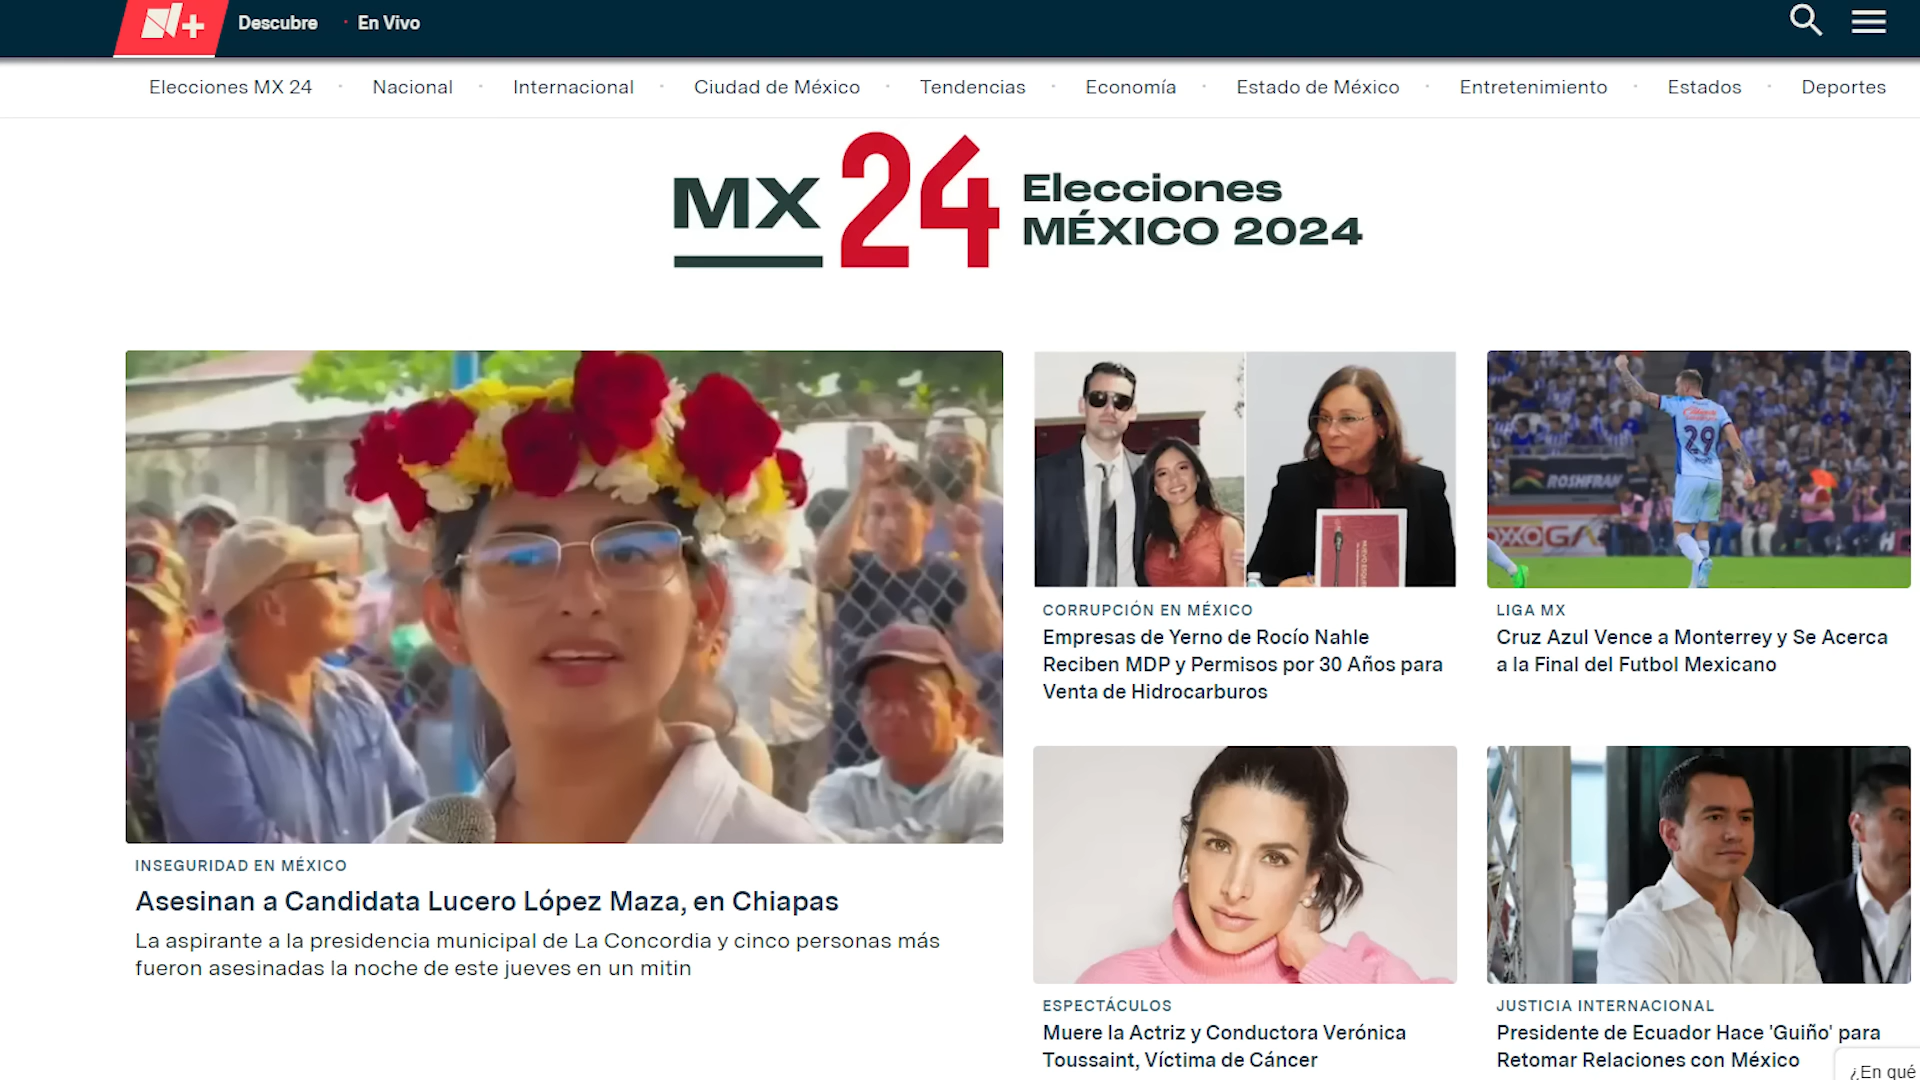 N+
Descubre
En Vivo
Elecciones MX 24
Nacional
Internacional
Ciudad de México
Tendencias
Economía
Estado de México
Entretenimiento
Estados
Deportes
MX 24
Elecciones
MÉXICO 2024
INSEGURIDAD EN MÉXICO
Asesinan a Candidata Lucero López Maza, en Chiapas
La aspirante a la presidencia municipal de La Concordia y cinco personas más
fueron asesinadas la noche de este jueves en un mitin
CORRUPCIÓN EN MÉXICO
Empresas de Yerno de Rocío Nahle
Reciben MDP y Permisos por 30 Años para
Venta de Hidrocarburos
29
ROSHFRAN
OXXO GA
LIGA MX
Cruz Azul Vence a Monterrey y Se Acerca
a la Final del Futbol Mexicano
ESPECTÁCULOS
Muere la Actriz y Conductora Verónica
Toussaint, Víctima de Cáncer
JUSTICIA INTERNACIONAL
Presidente de Ecuador Hace 'Guiño' para
Retomar Relaciones con México
¿En qué